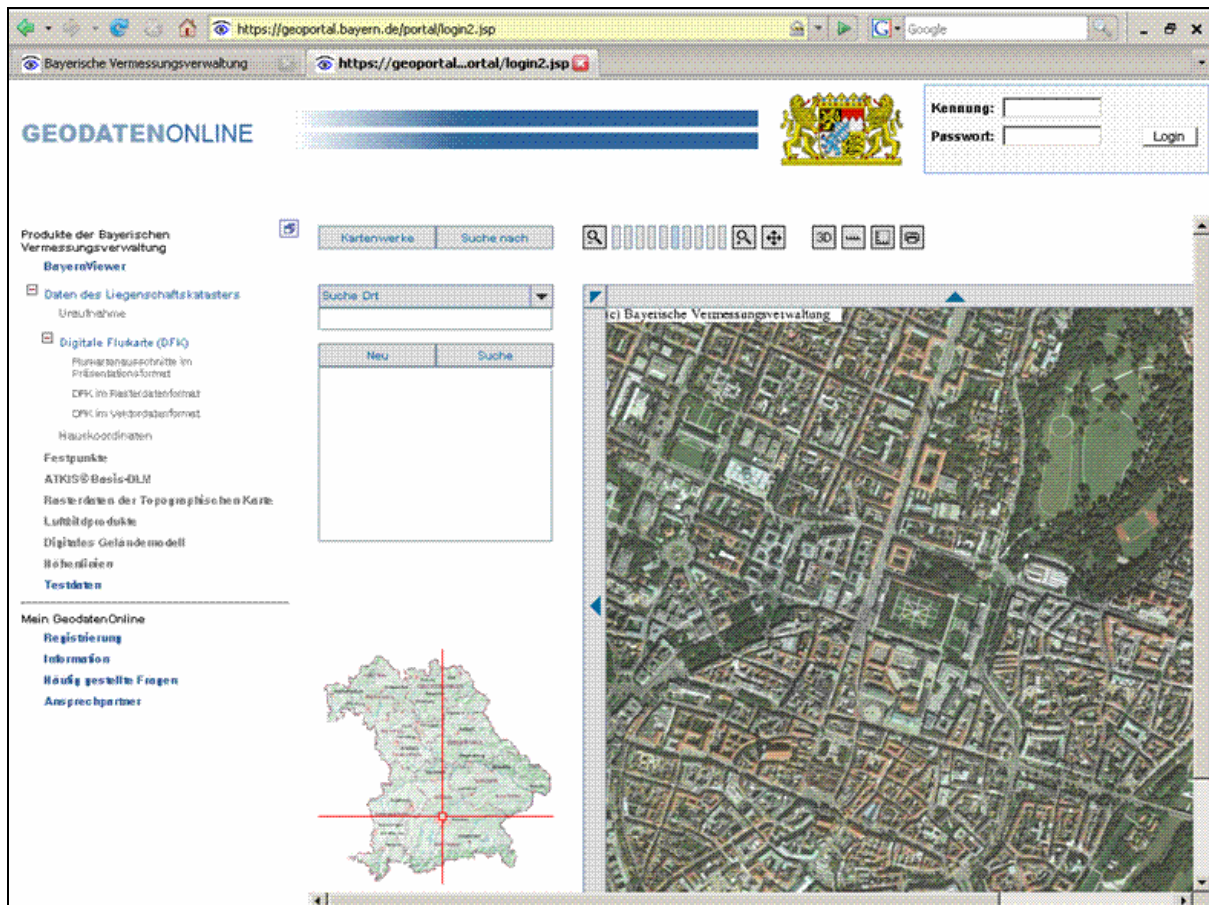 https://geoportal.bayern.de/portal/login2.jsp
G
Google
Bayerische Vermessungsverwaltung
https://geoportal...ortal/login2.jsp
GEODATENONLINE
Kennung:
Passwort:
Login
Produkte der Bayerischen
Vermessungsverwaltung
BayernViewer
Daten des Liegenschaftskatasters
Uraufnahme
Digitale Flurkarte (DFK)
Flurkartenausschnitte im
Präsentationsformat
DFK im Rasterdatenformat
DFK im Vektordatenformat
Hauskoordinaten
Festpunkte
ATKIS® Basis-DLM
Rasterdaten der Topographischen Karte
Luftbildprodukte
Digitales Geländemodell
Höhenlinien
Testdaten
Mein GeodatenOnline
Registrierung
Information
Häufig gestellte Fragen
Ansprechpartner
Kartenwerke
Suche nach
3D
Suche Ort
Neu
Suche
(c) Bayerische Vermessungsverwaltung